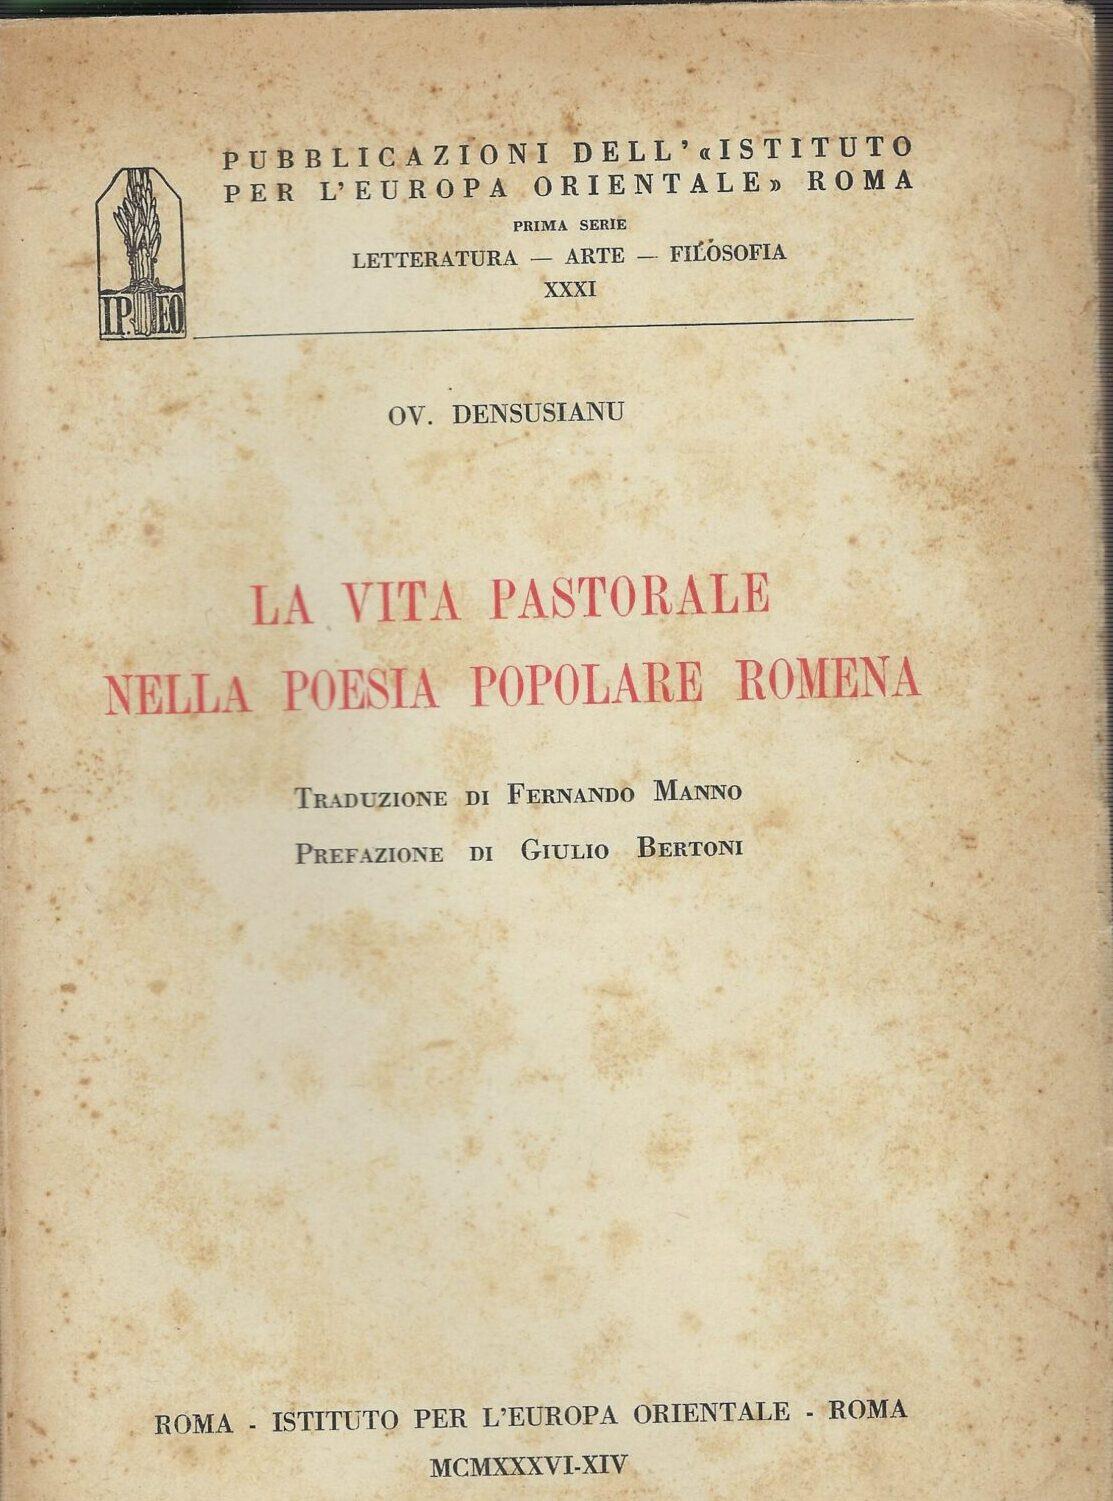 PUBBLICAZIONI DELL'«ISTITUTO
PER L'EUROPA ORIENTALE» ROMA
PRIMA SERIE
LETTERATURA — ARTE — FILOSOFIA
XXXI
IP.EO
OV. DENSUSIANU
LA VITA PASTORALE
NELLA POESIA POPOLARE ROMENA
TRADUZIONE DI FERNANDO MANNO
PREFAZIONE DI GIULIO BERTONI
ROMA - ISTITUTO PER L'EUROPA ORIENTALE - ROMA
MCMXXXVI-XIV